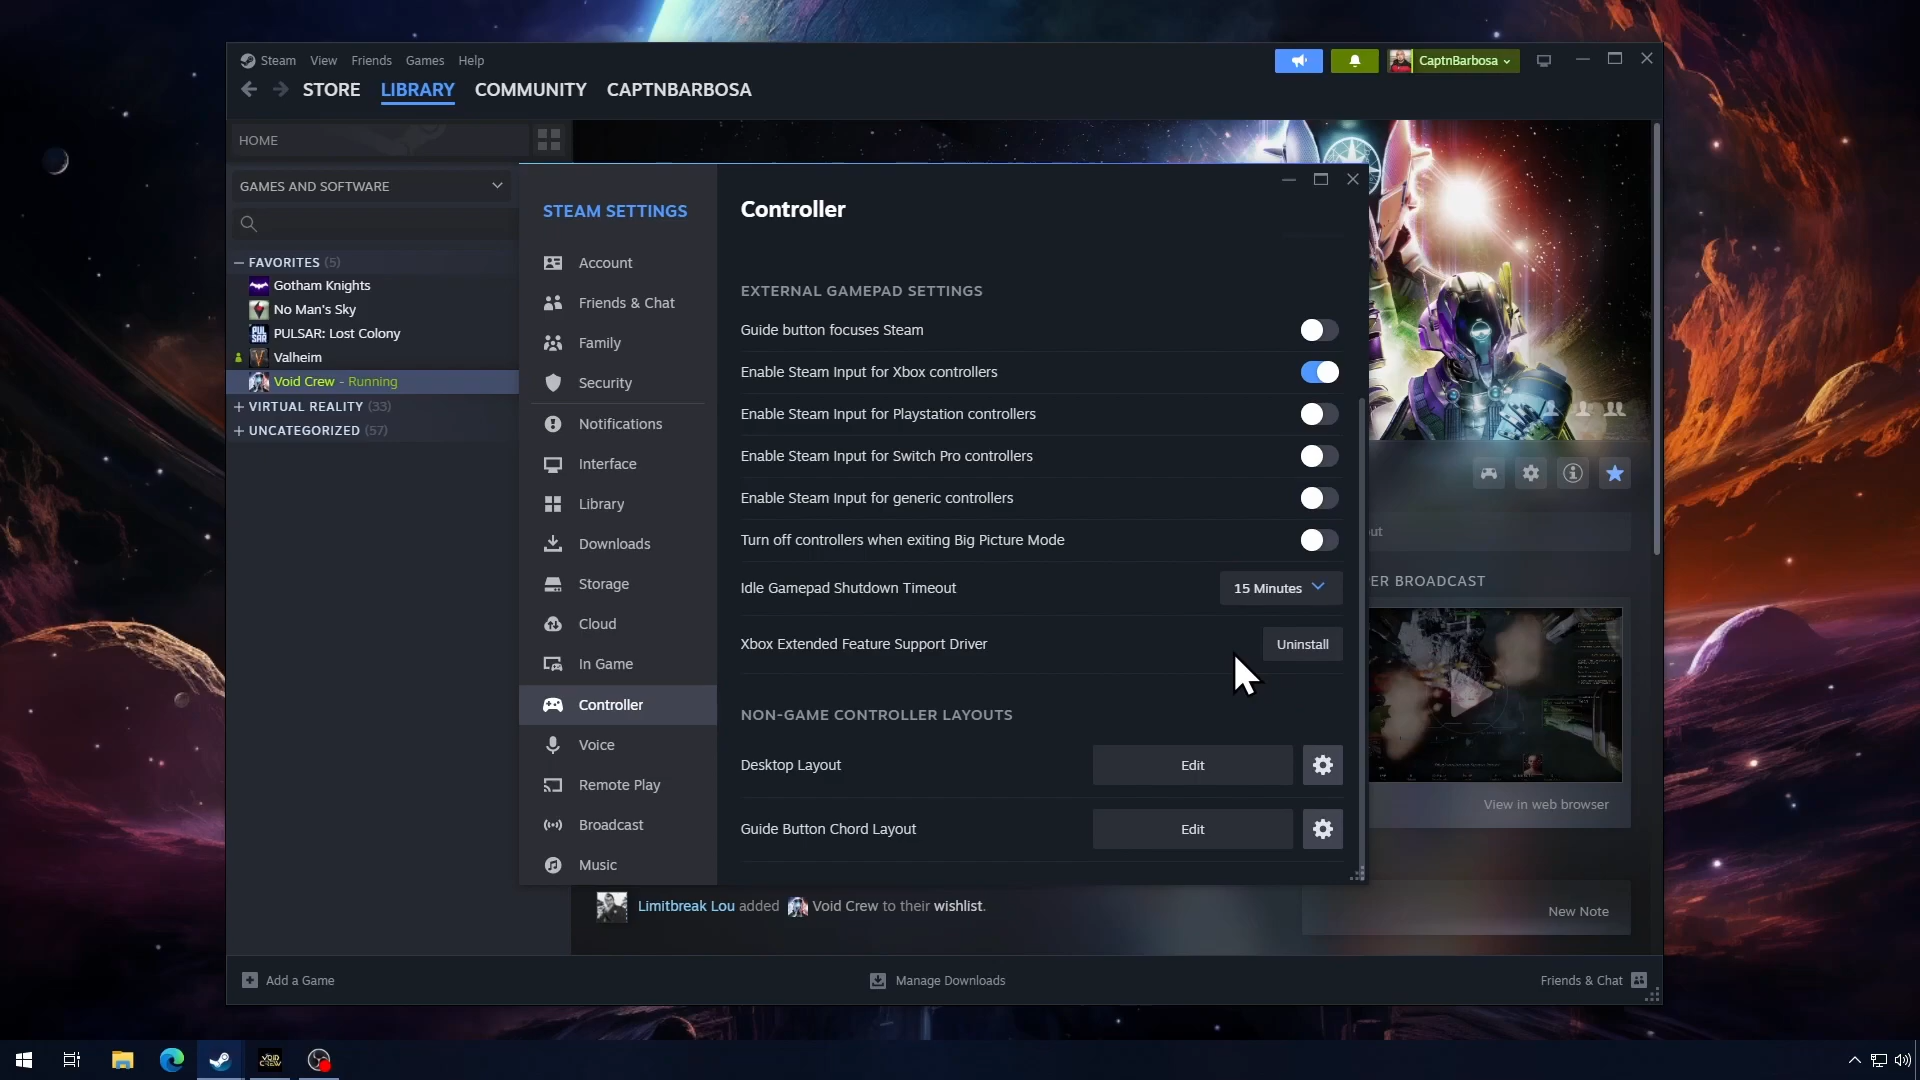 Steam View Friends Games Help
CaptnBarbosa
STORE LIBRARY COMMUNITY CAPTNBARBOSA
HOME
GAMES AND SOFTWARE
FAVORITES (5)
Gotham Knights
No Man's Sky
PULSAR: Lost Colony
Valheim
Void Crew - Running
VIRTUAL REALITY (33)
UNCATEGORIZED (57)
STEAM SETTINGS
Account
Friends & Chat
Family
Security
Notifications
Interface
Library
Downloads
Storage
Cloud
In Game
Controller
Voice
Remote Play
Broadcast
Music
Controller
EXTERNAL GAMEPAD SETTINGS
Guide button focuses Steam
Enable Steam Input for Xbox controllers
Enable Steam Input for Playstation controllers
Enable Steam Input for Switch Pro controllers
Enable Steam Input for generic controllers
Turn off controllers when exiting Big Picture Mode
Idle Gamepad Shutdown Timeout 15 Minutes
Xbox Extended Feature Support Driver Uninstall
NON-GAME CONTROLLER LAYOUTS
Desktop Layout Edit
Guide Button Chord Layout Edit
ut
ER BROADCAST
View in web browser
New Note
Limitbreak Lou added Void Crew to their wishlist.
Add a Game
Manage Downloads
Friends & Chat
VOID CREW